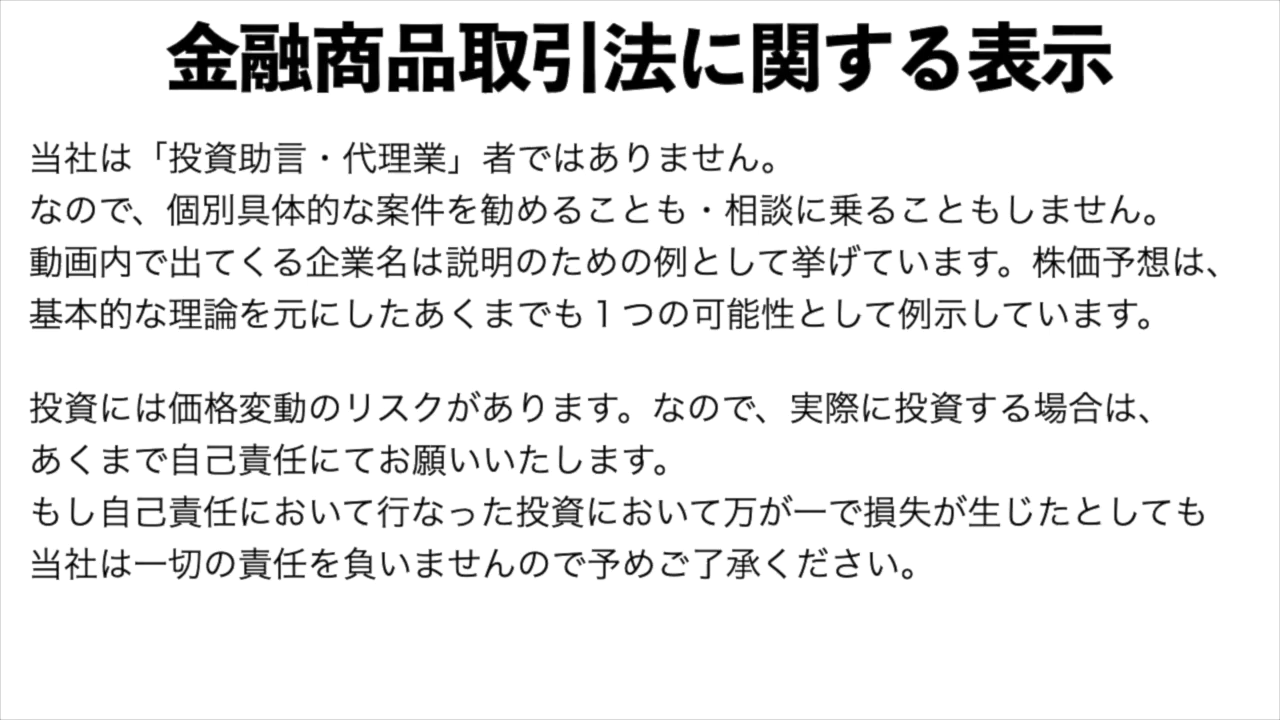 金融商品取引法に関する表示
当社は「投資助言・代理業」者ではありません。
なので、個別具体的な案件を勧めることも・相談に乗ることもしません。
動画内で出てくる企業名は説明のための例として挙げています。株価予想は、
基本的な理論を元にしたあくまでも１つの可能性として例示しています。
投資には価格変動のリスクがあります。なので、実際に投資する場合は、
あくまで自己責任にてお願いいたします。
もし自己責任において行なった投資において万が一で損失が生じたとしても
当社は一切の責任を負いませんので予めご了承ください。